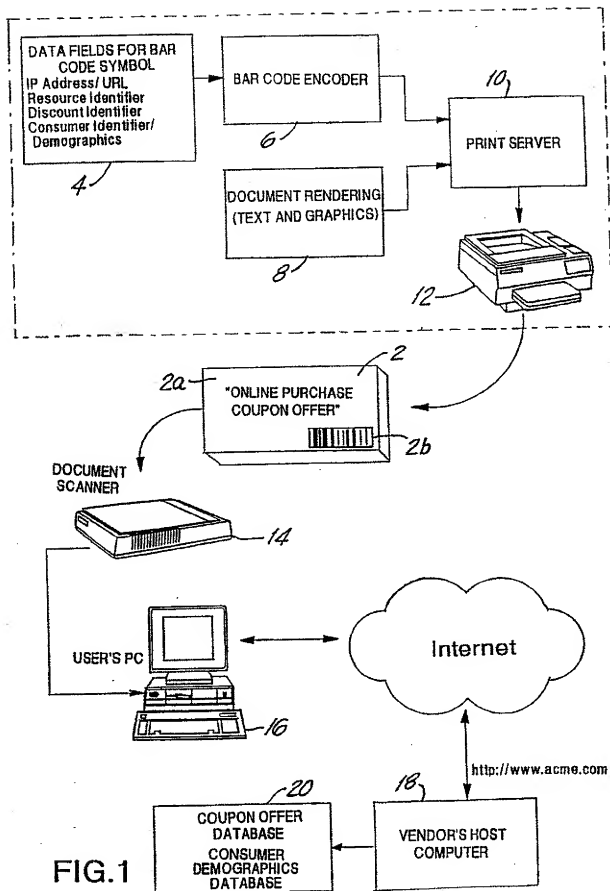 DATA FIELDS FOR BAR
CODE SYMBOL
IP Address/ URL
Resource Identifier
Discount Identifier
Consumer Identifier/
Demographics
4
BAR CODE ENCODER
6
DOCUMENT RENDERING
(TEXT AND GRAPHICS)
8
10
PRINT SERVER
12
2a
2
"ONLINE PURCHASE
COUPON OFFER"
2b
DOCUMENT
SCANNER
14
USER'S PC
16
Internet
http://www.acme.com
18
VENDOR'S HOST
COMPUTER
20
COUPON OFFER
DATABASE
CONSUMER
DEMOGRAPHICS
DATABASE
FIG.1